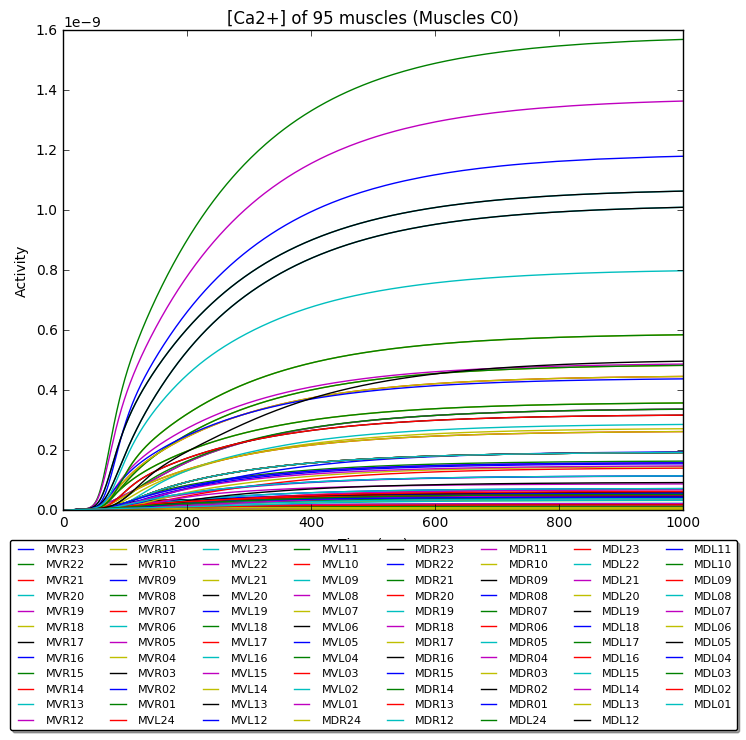 [Ca2+] of 95 muscles (Muscles C0)
1e−9
1.6
1.4
1.2
1.0
0.8
0.6
0.4
0.2
0.0
Activity
0 200 400 600 800 1000
MVR23 MVR11 MVL23 MVL11 MDR23 MDR11 MDL23 MDL11
MVR22 MVR10 MVL22 MVL10 MDR22 MDR10 MDL22 MDL10
MVR21 MVR09 MVL21 MVL09 MDR21 MDR09 MDL21 MDL09
MVR20 MVR08 MVL20 MVL08 MDR20 MDR08 MDL20 MDL08
MVR19 MVR07 MVL19 MVL07 MDR19 MDR07 MDL19 MDL07
MVR18 MVR06 MVL18 MVL06 MDR18 MDR06 MDL18 MDL06
MVR17 MVR05 MVL17 MVL05 MDR17 MDR05 MDL17 MDL05
MVR16 MVR04 MVL16 MVL04 MDR16 MDR04 MDL16 MDL04
MVR15 MVR03 MVL15 MVL03 MDR15 MDR03 MDL15 MDL03
MVR14 MVR02 MVL14 MVL02 MDR14 MDR02 MDL14 MDL02
MVR13 MVR01 MVL13 MVL01 MDR13 MDR01 MDL13 MDL01
MVR12 MVL24 MVL12 MDR24 MDR12 MDL24 MDL12